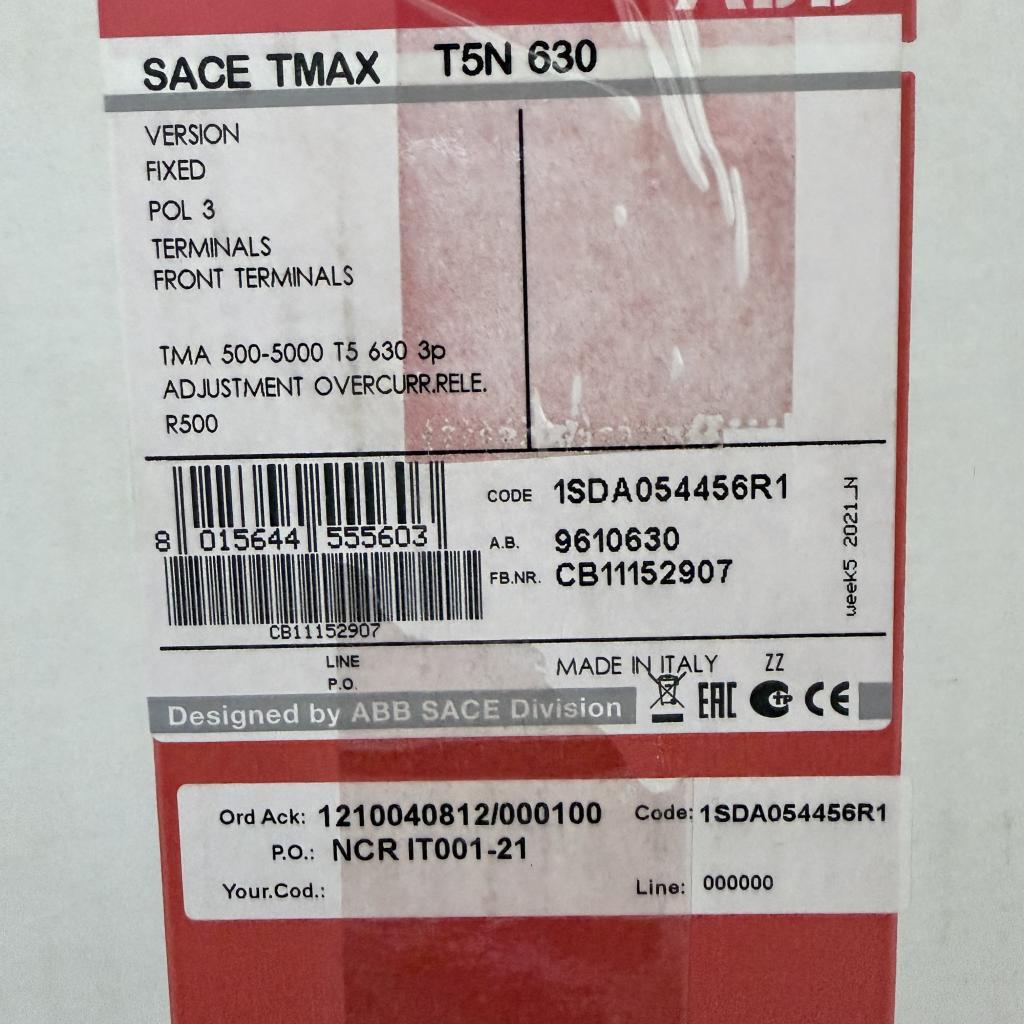 ABB
SACE TMAX T5N 630
VERSION
FIXED
POL 3
TERMINALS
FRONT TERMINALS
TMA 500-5000 T5 630 3p
ADJUSTMENT OVERCURR.RELE.
R500
8 015644 555603
CB11152907
CODE 1SDA054456R1
A.B. 9610630
FB.NR. CB11152907
week5 2021_N
LINE
P.O.
MADE IN ITALY ZZ
Designed by ABB SACE Division
EAC
CE
Ord Ack: 1210040812/000100 Code: 1SDA054456R1
P.O.: NCR IT001-21
Your.Cod.: Line: 000000